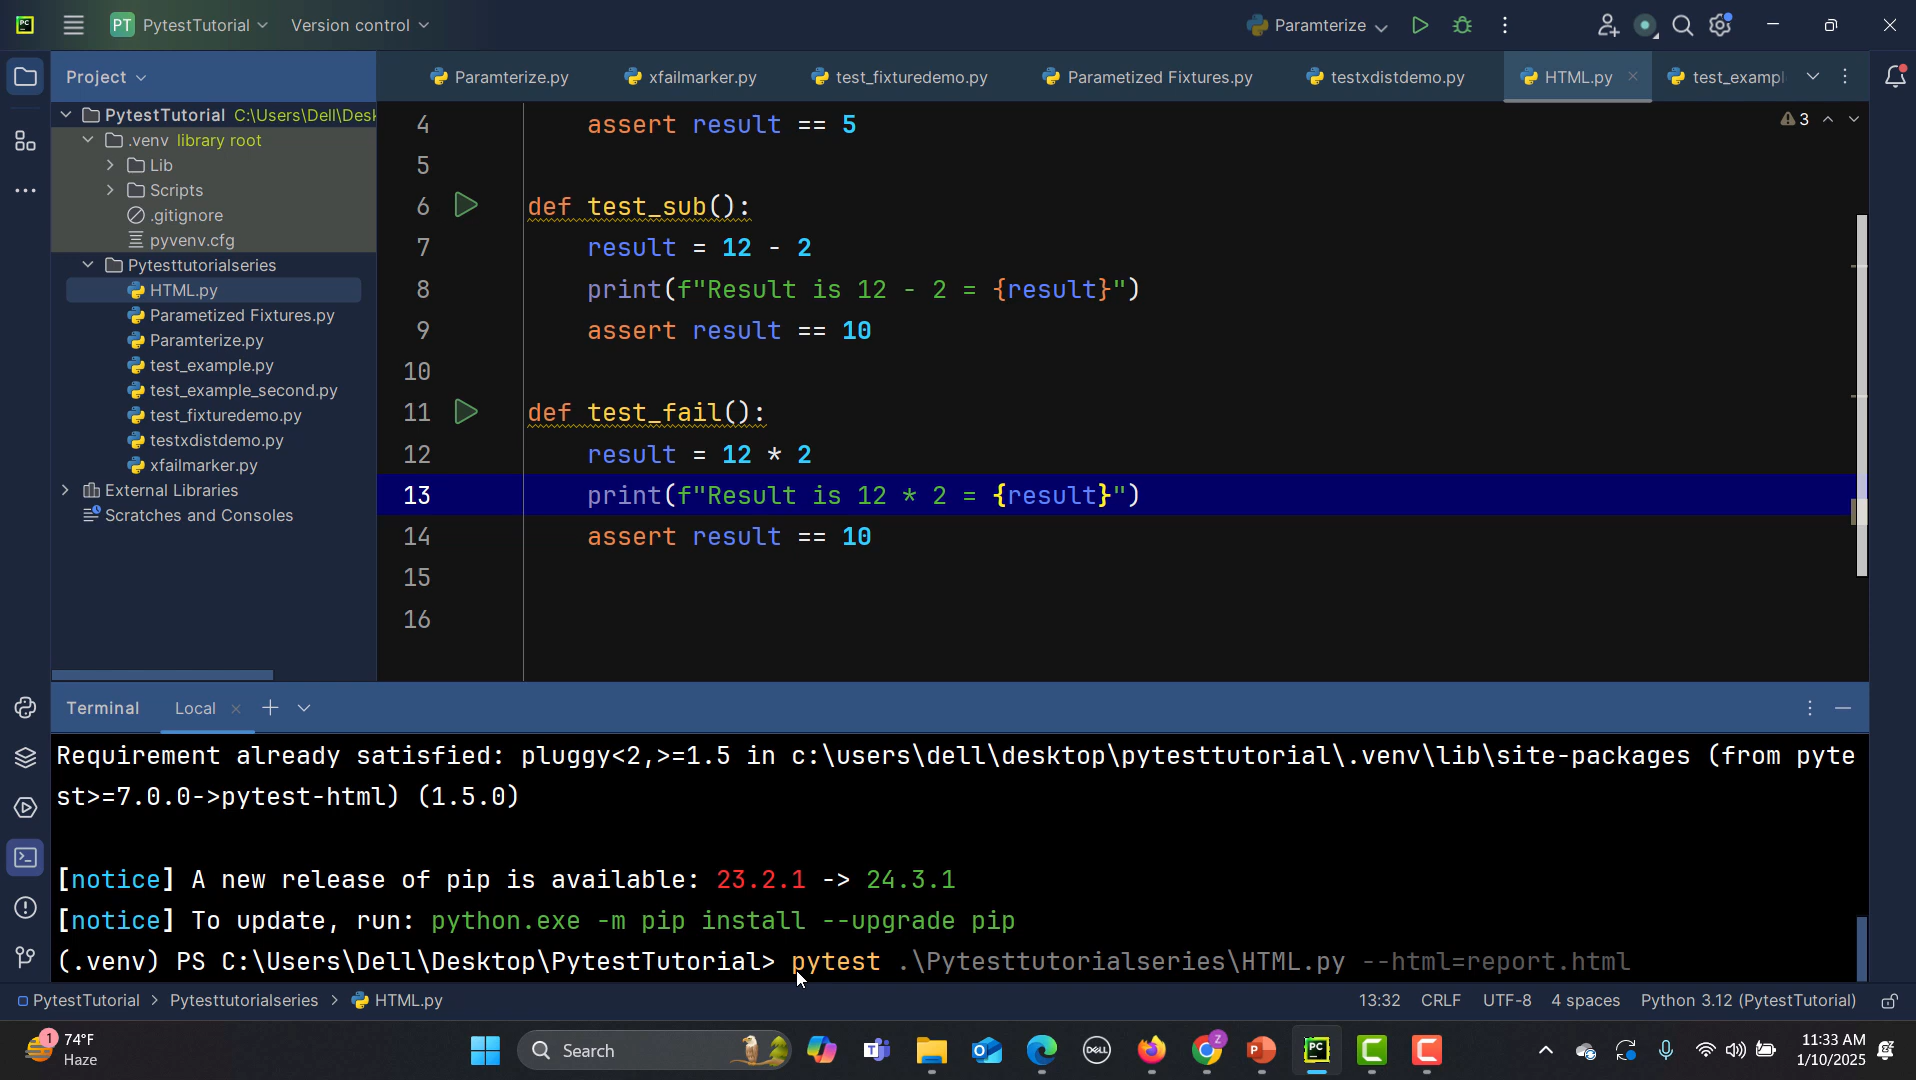 PT PytestTutorial Version control Paramterize
Project
Paramterize.py xfailmarker.py test_fixturedemo.py Parametized Fixtures.py testxdistdemo.py HTML.py test_exampl
PytestTutorial C:\Users\Dell\Desk
.venv library root
Lib
Scripts
.gitignore
pyvenv.cfg
Pytesttutorialseries
HTML.py
Parametized Fixtures.py
Paramterize.py
test_example.py
test_example_second.py
test_fixturedemo.py
testxdistdemo.py
xfailmarker.py
External Libraries
Scratches and Consoles
3
4 assert result == 5
5
6 def test_sub():
7 result = 12 - 2
8 print(f"Result is 12 - 2 = {result}")
9 assert result == 10
10
11 def test_fail():
12 result = 12 * 2
13 print(f"Result is 12 * 2 = {result}")
14 assert result == 10
15
16
Terminal Local
Requirement already satisfied: pluggy<2,>=1.5 in c:\users\dell\desktop\pytesttutorial\.venv\lib\site-packages (from pyte
st>=7.0.0->pytest-html) (1.5.0)
[notice] A new release of pip is available: 23.2.1 -> 24.3.1
[notice] To update, run: python.exe -m pip install --upgrade pip
(.venv) PS C:\Users\Dell\Desktop\PytestTutorial> pytest .\Pytesttutorialseries\HTML.py --html=report.html
PytestTutorial > Pytesttutorialseries > HTML.py 13:32 CRLF UTF-8 4 spaces Python 3.12 (PytestTutorial)
1 74°F
Haze
Search
DELL
Z
11:33 AM
1/10/2025